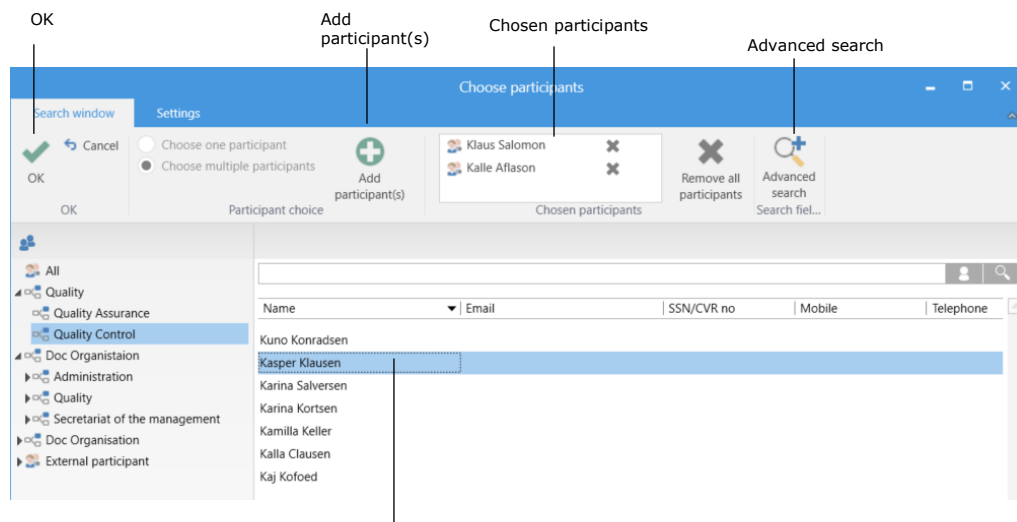 OK
Add
participant(s)
Chosen participants
Advanced search
Choose participants
Search window
Settings
Cancel
OK
OK
Choose one participant
Choose multiple participants
Add
participant(s)
Participant choice
Klaus Salomon
Kalle Aflason
Remove all
participants
Chosen participants
Advanced
search
Search fiel...
All
Quality
Quality Assurance
Quality Control
Doc Organistaion
Administration
Quality
Secretariat of the management
Doc Organisation
External participant
Name Email SSN/CVR no Mobile Telephone
Kuno Konradsen
Kasper Klausen
Karina Salversen
Karina Kortsen
Kamilla Keller
Kalla Clausen
Kaj Kofoed